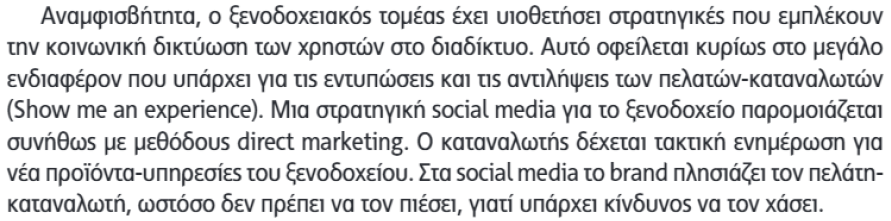 Αναμφισβήτητα, ο ξενοδοχειακός τομέας έχει υιοθετήσει στρατηγικές που εμπλέκουν
την κοινωνική δικτύωση των χρηστών στο διαδίκτυο. Αυτό οφείλεται κυρίως στο μεγάλο
ενδιαφέρον που υπάρχει για τις εντυπώσεις και τις αντιλήψεις των πελατών-καταναλωτών
(Show me an experience). Μια στρατηγική social media για το ξενοδοχείο παρομοιάζεται
συνήθως με μεθόδους direct marketing. Ο καταναλωτής δέχεται τακτική ενημέρωση για
νέα προϊόντα-υπηρεσίες του ξενοδοχείου. Στα social media το brand πλησιάζει τον πελάτη-
καταναλωτή, ωστόσο δεν πρέπει να τον πιέσει, γιατί υπάρχει κίνδυνος να τον χάσει.